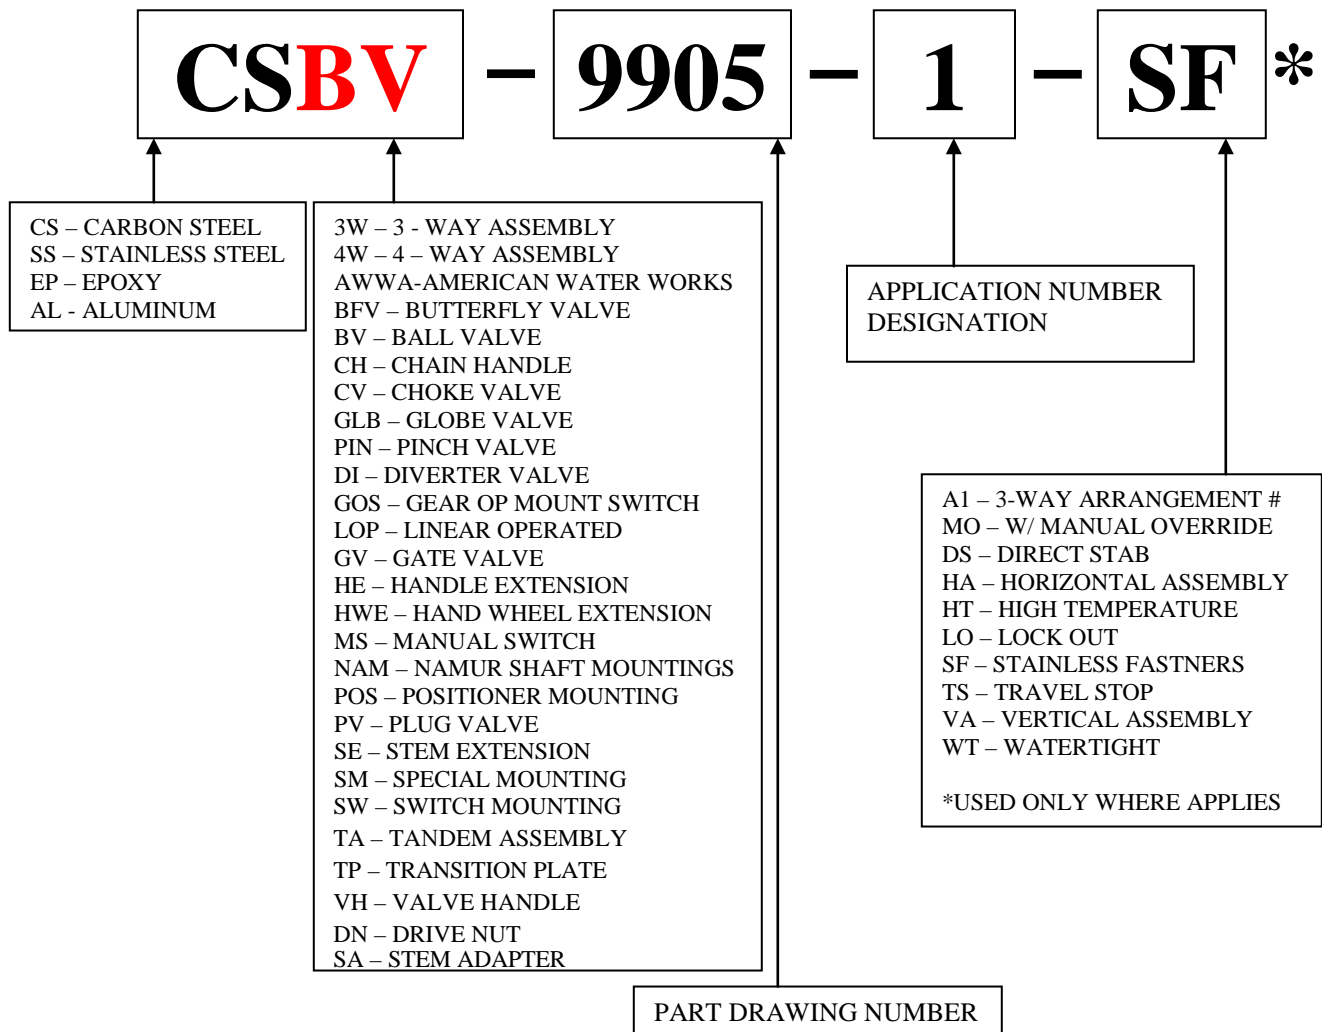 CSBV – 9905 – 1 – SF*
CS – CARBON STEEL
SS – STAINLESS STEEL
EP – EPOXY
AL - ALUMINUM
3W – 3 - WAY ASSEMBLY
4W – 4 – WAY ASSEMBLY
AWWA-AMERICAN WATER WORKS
BFV – BUTTERFLY VALVE
BV – BALL VALVE
CH – CHAIN HANDLE
CV – CHOKE VALVE
GLB – GLOBE VALVE
PIN – PINCH VALVE
DI – DIVERTER VALVE
GOS – GEAR OP MOUNT SWITCH
LOP – LINEAR OPERATED
GV – GATE VALVE
HE – HANDLE EXTENSION
HWE – HAND WHEEL EXTENSION
MS – MANUAL SWITCH
NAM – NAMUR SHAFT MOUNTINGS
POS – POSITIONER MOUNTING
PV – PLUG VALVE
SE – STEM EXTENSION
SM – SPECIAL MOUNTING
SW – SWITCH MOUNTING
TA – TANDEM ASSEMBLY
TP – TRANSITION PLATE
VH – VALVE HANDLE
DN – DRIVE NUT
SA – STEM ADAPTER
APPLICATION NUMBER
DESIGNATION
A1 – 3-WAY ARRANGEMENT #
MO – W/ MANUAL OVERRIDE
DS – DIRECT STAB
HA – HORIZONTAL ASSEMBLY
HT – HIGH TEMPERATURE
LO – LOCK OUT
SF – STAINLESS FASTNERS
TS – TRAVEL STOP
VA – VERTICAL ASSEMBLY
WT – WATERTIGHT
*USED ONLY WHERE APPLIES
PART DRAWING NUMBER